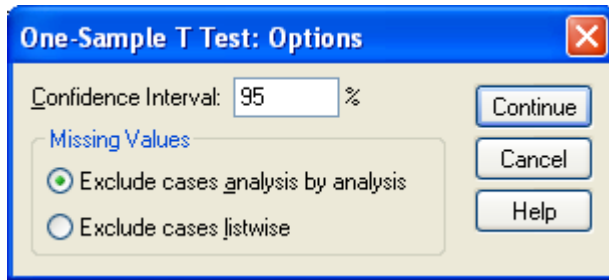 One-Sample T Test: Options
Confidence Interval: 95 %
Continue
Missing Values
Cancel
Exclude cases analysis by analysis
Help
Exclude cases listwise